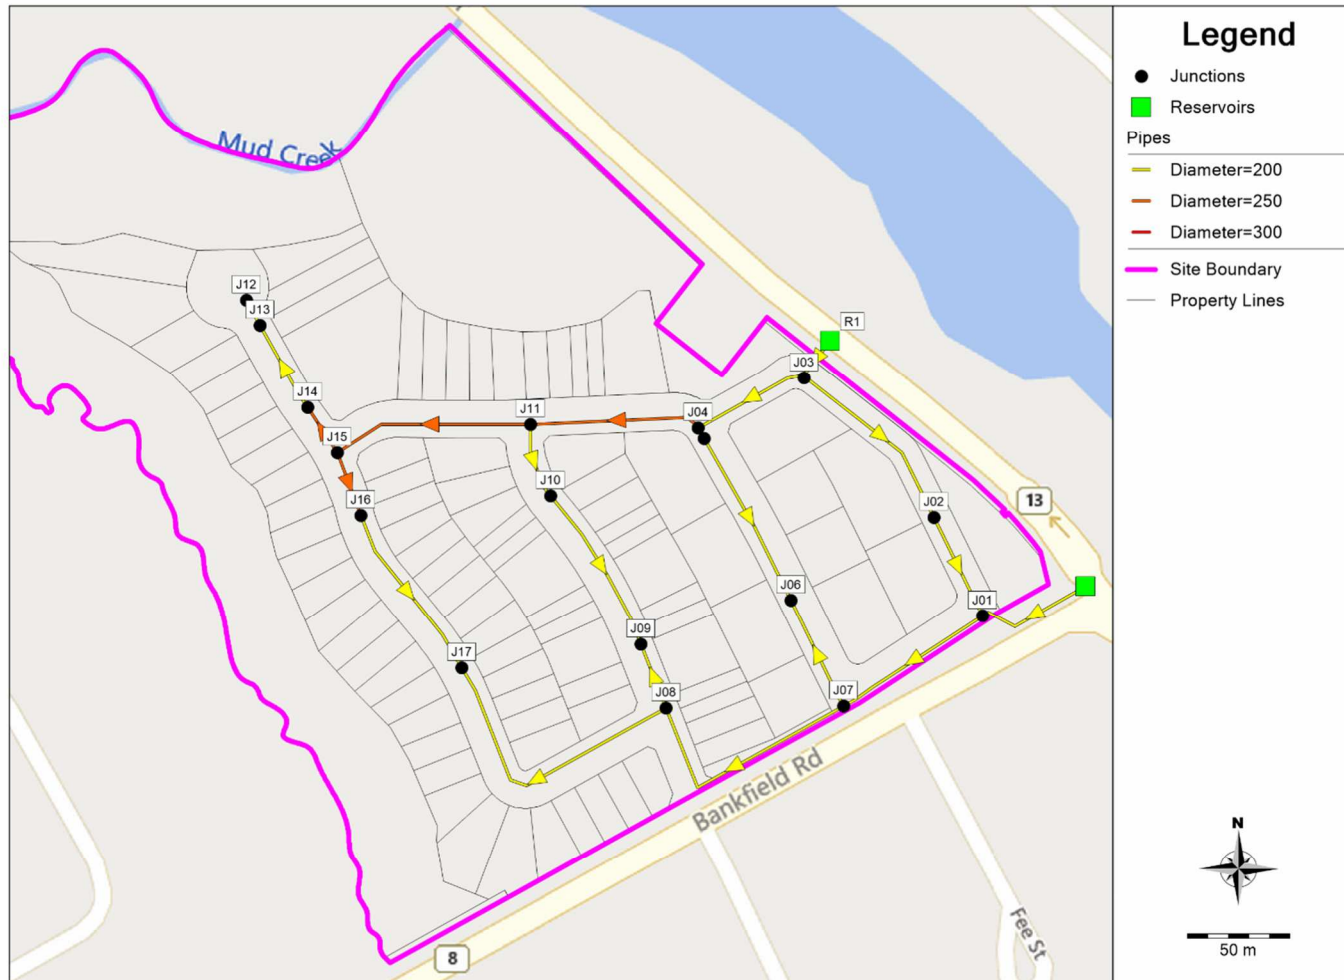 Legend
Junctions
Reservoirs
Pipes
Diameter=200
Diameter=250
Diameter=300
Site Boundary
Property Lines
Mud Creek
J12
J13
R1
J03
J14
J11
J04
J15
J10
J16
J02
13
J06
J01
J09
J17
J08
J07
Bankfield Rd
N
Fee St
50 m
8